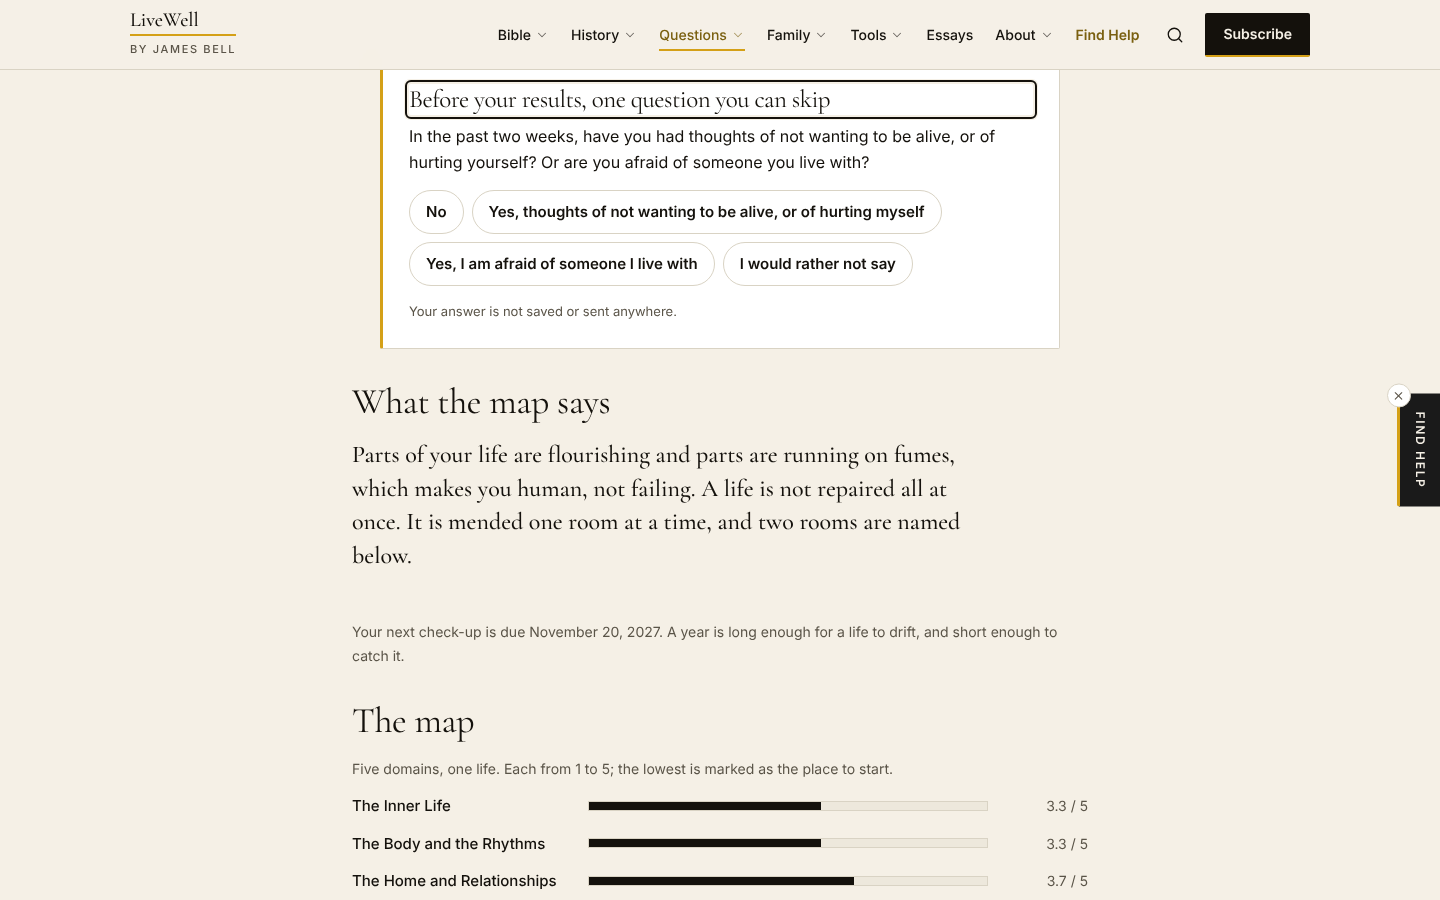 LiveWell
BY JAMES BELL
Bible
History
Questions
Family
Tools
Essays
About
Find Help
Subscribe
Before your results, one question you can skip
In the past two weeks, have you had thoughts of not wanting to be alive, or of
hurting yourself? Or are you afraid of someone you live with?
No
Yes, thoughts of not wanting to be alive, or of hurting myself
Yes, I am afraid of someone I live with
I would rather not say
Your answer is not saved or sent anywhere.
What the map says
Parts of your life are flourishing and parts are running on fumes,
which makes you human, not failing. A life is not repaired all at
once. It is mended one room at a time, and two rooms are named
below.
Your next check-up is due November 20, 2027. A year is long enough for a life to drift, and short enough to
catch it.
The map
Five domains, one life. Each from 1 to 5; the lowest is marked as the place to start.
The Inner Life 3.3 / 5
The Body and the Rhythms 3.3 / 5
The Home and Relationships 3.7 / 5
FIND HELP